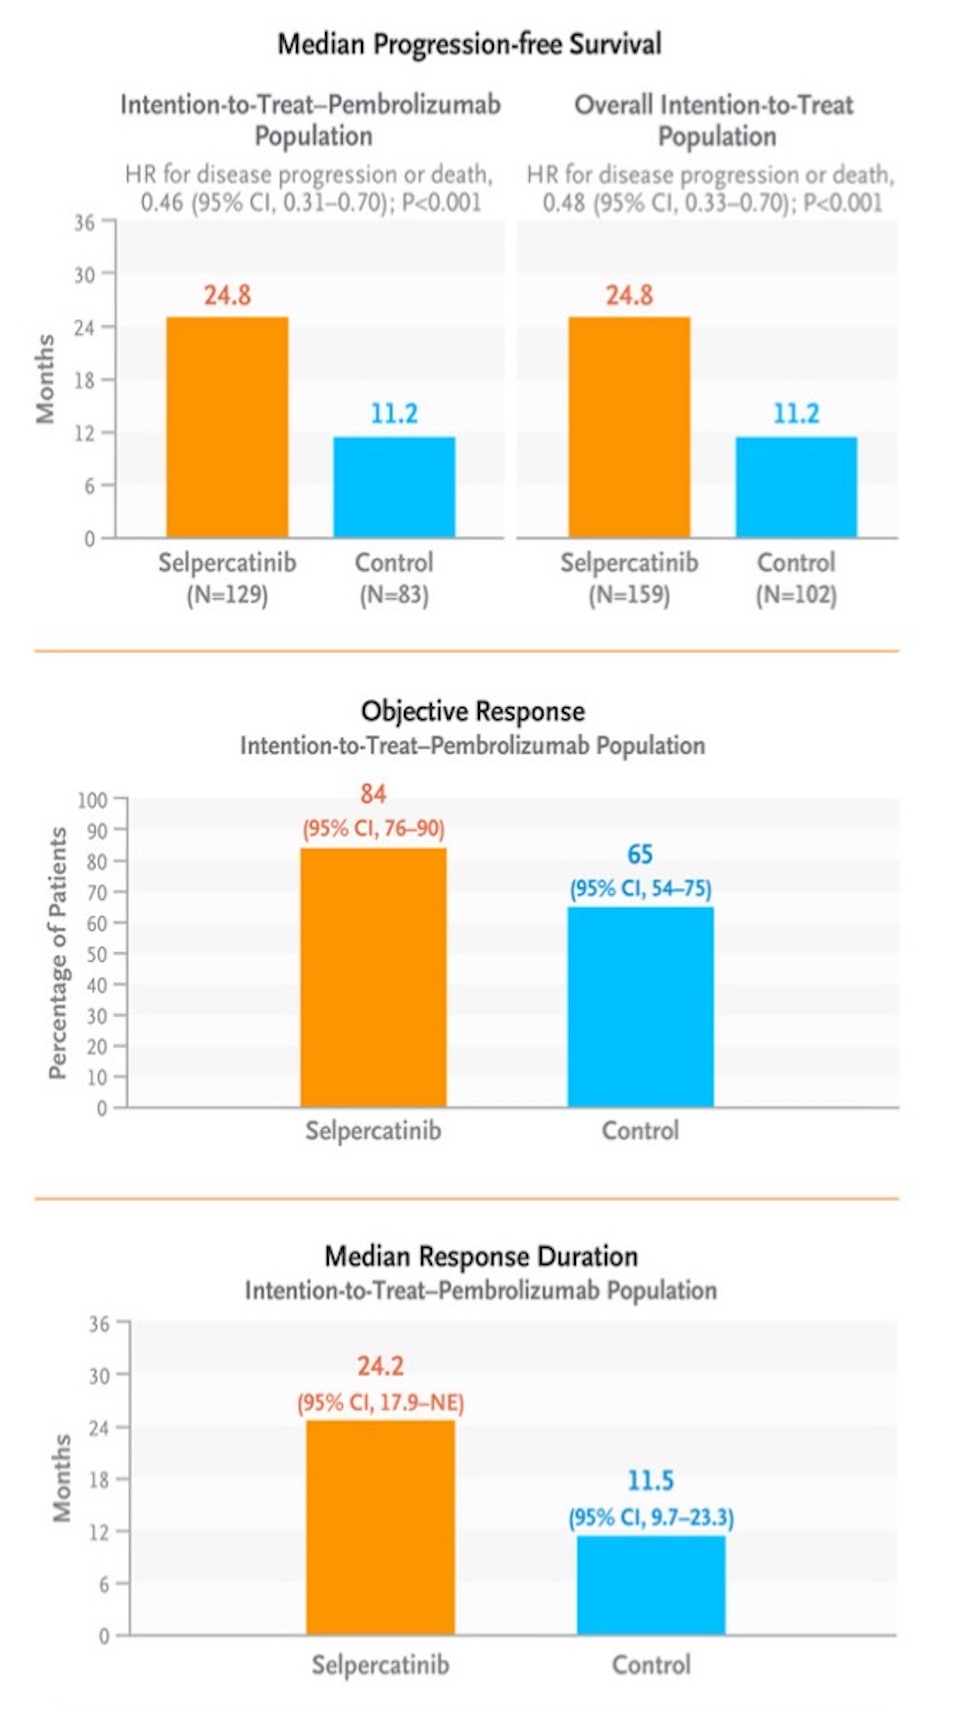 Median Progression-free Survival
Intention-to-Treat–Pembrolizumab
Population
HR for disease progression or death,
0.46 (95% CI, 0.31–0.70); P<0.001
Overall Intention-to-Treat
Population
HR for disease progression or death,
0.48 (95% CI, 0.33–0.70); P<0.001
Months
36
30
24
18
12
6
0
24.8
11.2
24.8
11.2
Selpercatinib
(N=129)
Control
(N=83)
Selpercatinib
(N=159)
Control
(N=102)
Objective Response
Intention-to-Treat–Pembrolizumab Population
Percentage of Patients
100
90
80
70
60
50
40
30
20
10
0
84
(95% CI, 76–90)
65
(95% CI, 54–75)
Selpercatinib
Control
Median Response Duration
Intention-to-Treat–Pembrolizumab Population
Months
36
30
24
18
12
6
0
24.2
(95% CI, 17.9–NE)
11.5
(95% CI, 9.7–23.3)
Selpercatinib
Control